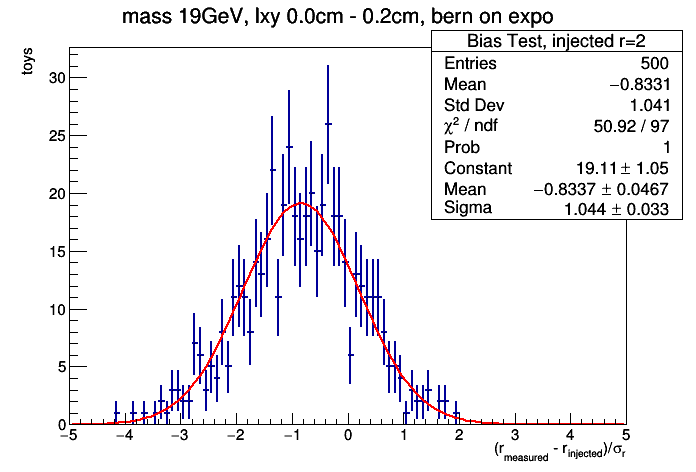 mass 19GeV, lxy 0.0cm - 0.2cm, bern on expo
toys
Bias Test, injected r=2
Entries 500
Mean −0.8331
Std Dev 1.041
χ² / ndf 50.92 / 97
Prob 1
Constant 19.11 ± 1.05
Mean −0.8337 ± 0.0467
Sigma 1.044 ± 0.033
30
25
20
15
10
5
0
−5 −4 −3 −2 −1 0 1 2 3 4 5
(r_measured - r_injected)/σ_r